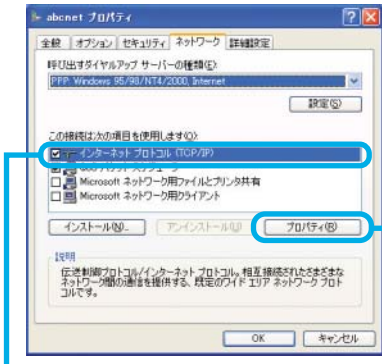 abcnet プロパティ
全般 オプション セキュリティ ネットワーク 詳細設定
呼び出すダイヤルアップ サーバーの種類(E):
PPP: Windows 95/98/NT4/2000, Internet
設定(S)
この接続は次の項目を使用します(O):
インターネット プロトコル (TCP/IP)
Microsoft ネットワーク用ファイルとプリンタ共有
Microsoft ネットワーク用クライアント
インストール(N)... アンインストール(U) プロパティ(R)
説明
伝送制御プロトコル/インターネット プロトコル。相互接続されたさまざまな
ネットワーク間の通信を提供する、既定のワイド エリア ネットワーク プロト
コルです。
OK キャンセル